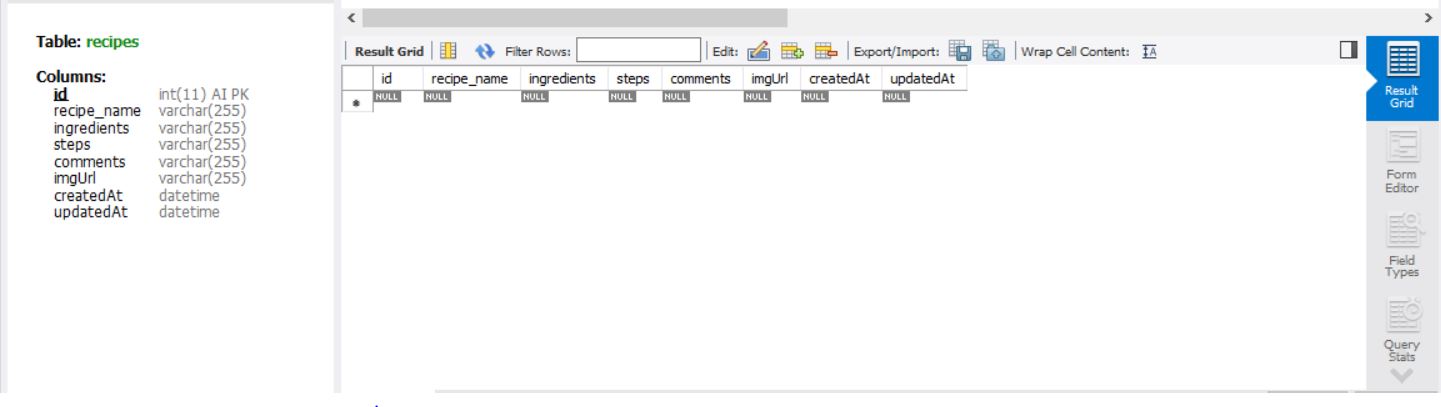 Table: recipes
Columns:
id int(11) AI PK
recipe_name varchar(255)
ingredients varchar(255)
steps varchar(255)
comments varchar(255)
imgUrl varchar(255)
createdAt datetime
updatedAt datetime
Result Grid Filter Rows: Edit: Export/Import: Wrap Cell Content: IA
id recipe_name ingredients steps comments imgUrl createdAt updatedAt
NULL NULL NULL NULL NULL NULL NULL NULL
Result
Grid
Form
Editor
Field
Types
Query
Stats